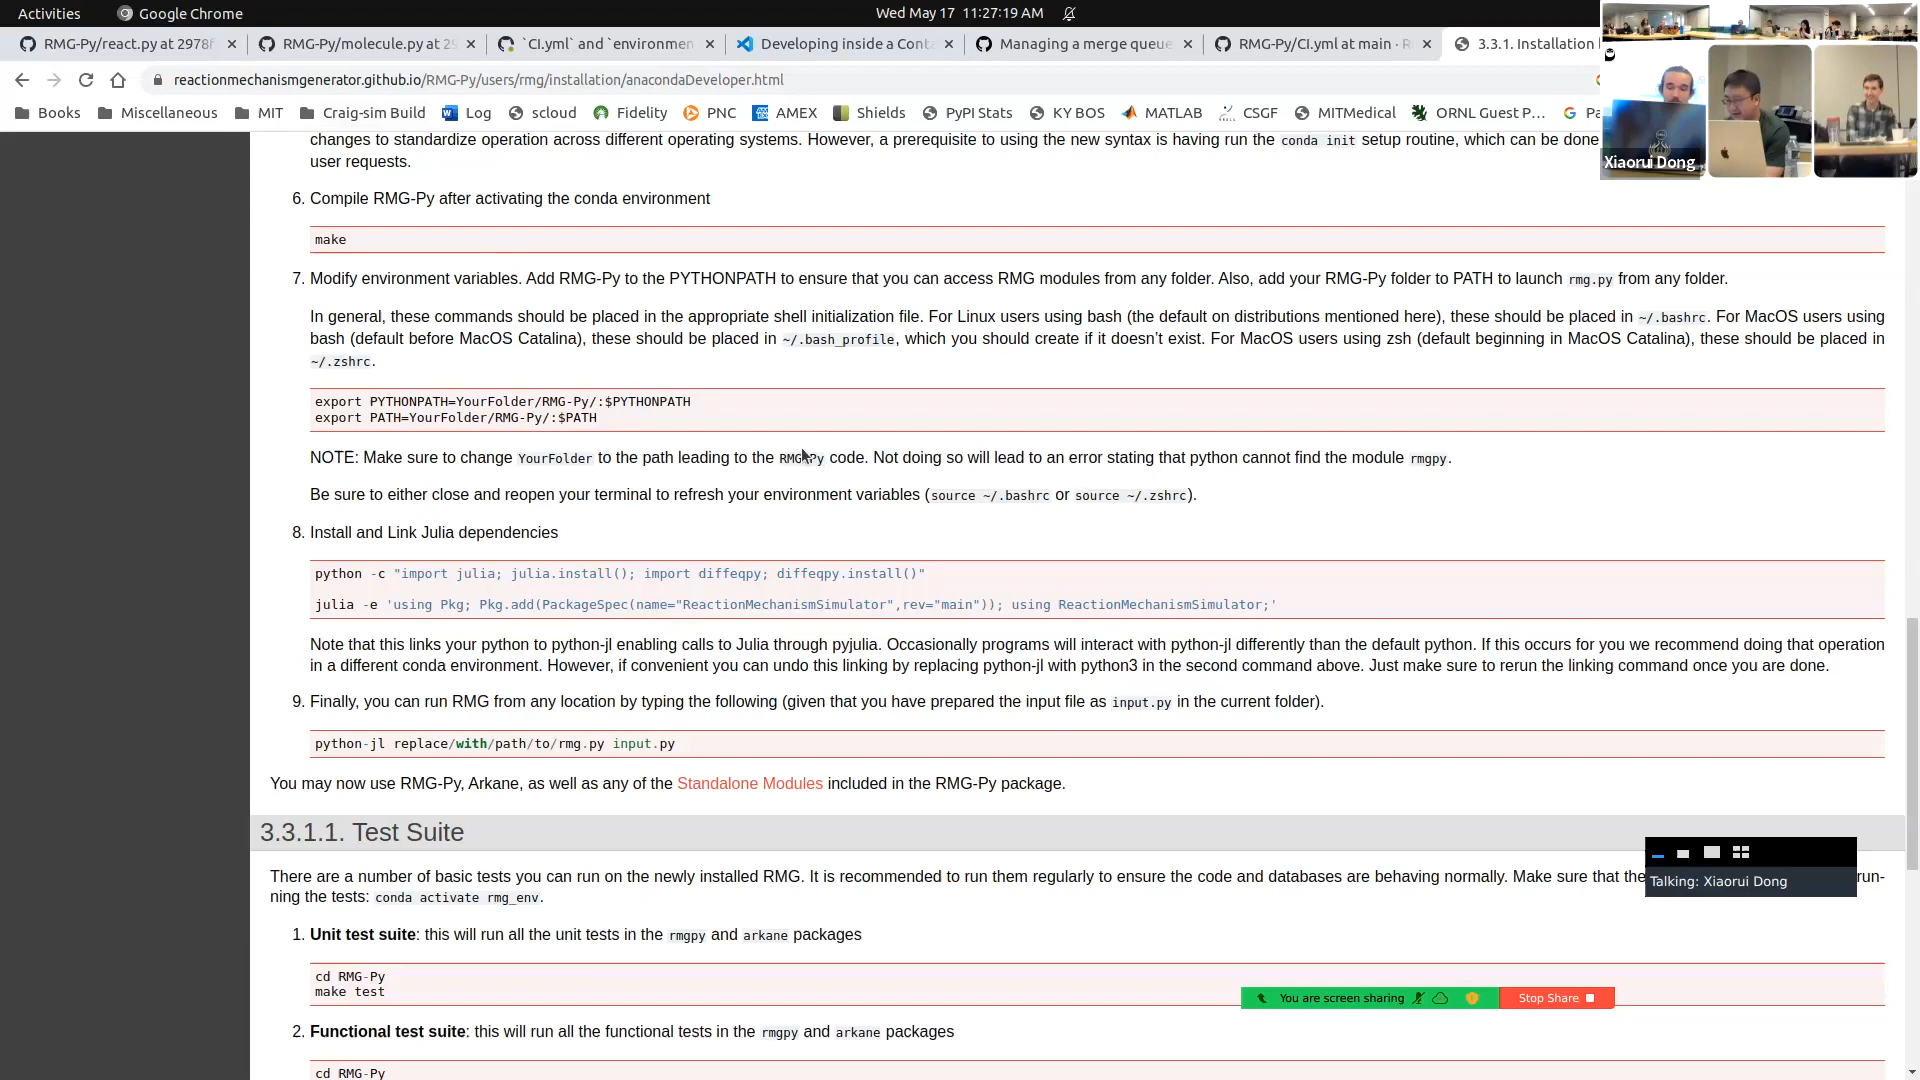 Activities Google Chrome Wed May 17 11:27:19 AM
RMG-Py/react.py at 2978f RMG-Py/molecule.py at 29 `CI.yml` and `environmen Developing inside a Conta Managing a merge queue RMG-Py/CI.yml at main · R 3.3.1. Installation
reactionmechanismgenerator.github.io/RMG-Py/users/rmg/installation/anacondaDeveloper.html
Books Miscellaneous MIT Craig-sim Build Log scloud Fidelity PNC AMEX Shields PyPI Stats KY BOS MATLAB CSGF MITMedical ORNL Guest P… Pa
Xiaorui Dong
changes to standardize operation across different operating systems. However, a prerequisite to using the new syntax is having run the conda init setup routine, which can be done
user requests.
6. Compile RMG-Py after activating the conda environment
make
7. Modify environment variables. Add RMG-Py to the PYTHONPATH to ensure that you can access RMG modules from any folder. Also, add your RMG-Py folder to PATH to launch rmg.py from any folder.
In general, these commands should be placed in the appropriate shell initialization file. For Linux users using bash (the default on distributions mentioned here), these should be placed in ~/.bashrc. For MacOS users using
bash (default before MacOS Catalina), these should be placed in ~/.bash_profile, which you should create if it doesn't exist. For MacOS users using zsh (default beginning in MacOS Catalina), these should be placed in
~/.zshrc.
export PYTHONPATH=YourFolder/RMG-Py/:$PYTHONPATH
export PATH=YourFolder/RMG-Py/:$PATH
NOTE: Make sure to change YourFolder to the path leading to the RMG-Py code. Not doing so will lead to an error stating that python cannot find the module rmgpy.
Be sure to either close and reopen your terminal to refresh your environment variables (source ~/.bashrc or source ~/.zshrc).
8. Install and Link Julia dependencies
python -c "import julia; julia.install(); import diffeqpy; diffeqpy.install()"
julia -e 'using Pkg; Pkg.add(PackageSpec(name="ReactionMechanismSimulator",rev="main")); using ReactionMechanismSimulator;'
Note that this links your python to python-jl enabling calls to Julia through pyjulia. Occasionally programs will interact with python-jl differently than the default python. If this occurs for you we recommend doing that operation
in a different conda environment. However, if convenient you can undo this linking by replacing python-jl with python3 in the second command above. Just make sure to rerun the linking command once you are done.
9. Finally, you can run RMG from any location by typing the following (given that you have prepared the input file as input.py in the current folder).
python-jl replace/with/path/to/rmg.py input.py
You may now use RMG-Py, Arkane, as well as any of the Standalone Modules included in the RMG-Py package.
3.3.1.1. Test Suite
There are a number of basic tests you can run on the newly installed RMG. It is recommended to run them regularly to ensure the code and databases are behaving normally. Make sure that the run-
Talking: Xiaorui Dong
ning the tests: conda activate rmg_env.
1. Unit test suite: this will run all the unit tests in the rmgpy and arkane packages
cd RMG-Py
make test
You are screen sharing Stop Share
2. Functional test suite: this will run all the functional tests in the rmgpy and arkane packages
cd RMG-Py